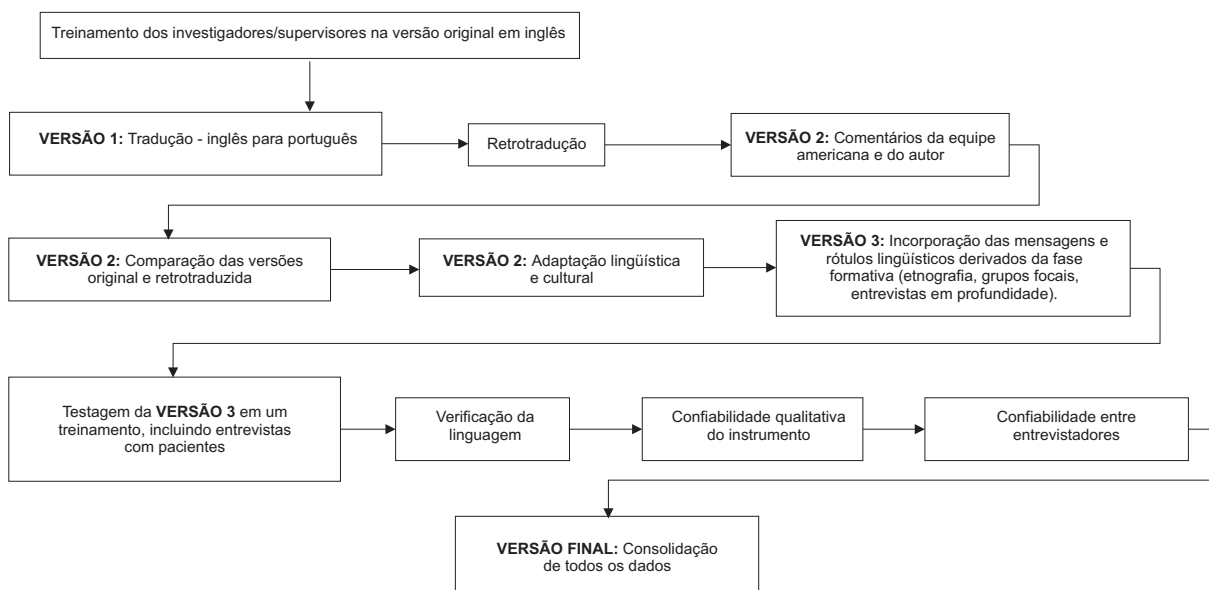 Treinamento dos investigadores/supervisores na versão original em inglês
VERSÃO 1: Tradução - inglês para português
Retrotradução
VERSÃO 2: Comentários da equipe
americana e do autor
VERSÃO 2: Comparação das versões
original e retrotraduzida
VERSÃO 2: Adaptação lingüística
e cultural
VERSÃO 3: Incorporação das mensagens e
rótulos lingüísticos derivados da fase
formativa (etnografia, grupos focais,
entrevistas em profundidade).
Testagem da VERSÃO 3 em um
treinamento, incluindo entrevistas
com pacientes
Verificação da
linguagem
Confiabilidade qualitativa
do instrumento
Confiabilidade entre
entrevistadores
VERSÃO FINAL: Consolidação
de todos os dados